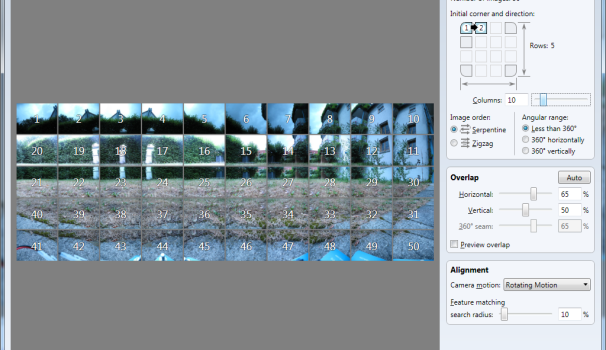 Initial corner and direction:
1 2
Rows: 5
Columns: 10
Image order:
Serpentine
Zigzag
Angular range:
Less than 360°
360° horizontally
360° vertically
Overlap
Auto
Horizontal: 65 %
Vertical: 50 %
360° seam: 65 %
Preview overlap
Alignment
Camera motion: Rotating Motion
Feature matching
search radius: 10 %
1 2 3 4 5 6 7 8 9 10
20 19 18 17 16 15 14 13 12 11
21 22 23 24 25 26 27 28 29 30
40 39 38 37 36 35 34 33 32 31
41 42 43 44 45 46 47 48 49 50